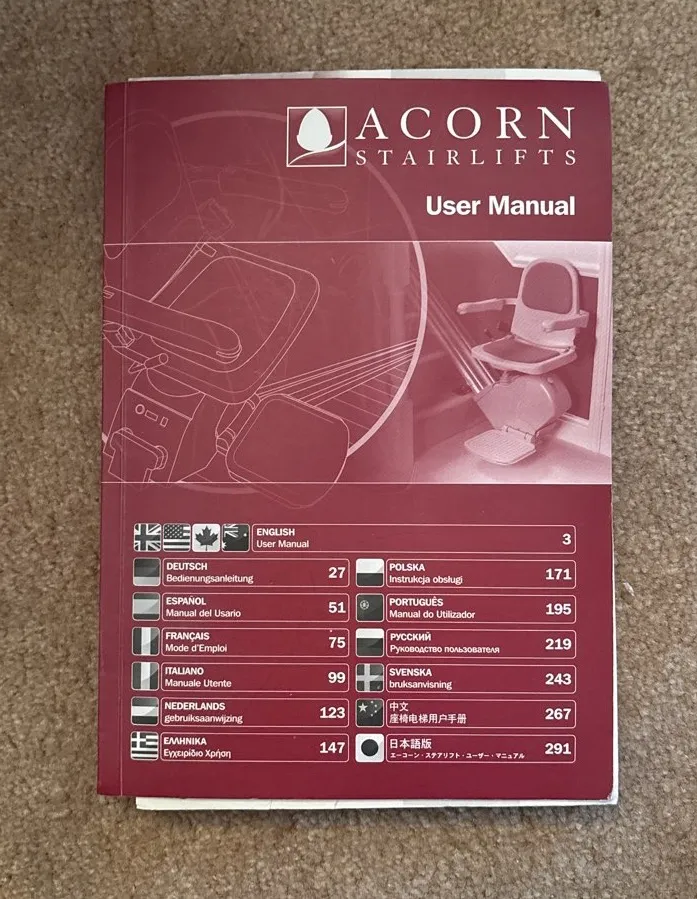 ACORN
STAIRLIFTS
User Manual
ENGLISH
User Manual
3
DEUTSCH
Bedienungsanleitung
27
ESPAÑOL
Manual del Usario
51
FRANÇAIS
Mode d'Emploi
75
ITALIANO
Manuale Utente
99
NEDERLANDS
gebruiksaanwijzing
123
ΕΛΛΗΝΙΚΑ
Εγχειρίδιο Χρήση
147
POLSKA
Instrukcja obsługi
171
PORTUGUÊS
Manual do Utilizador
195
РУССКИЙ
Руководство пользователя
219
SVENSKA
bruksanvisning
243
中文
座椅电梯用户手册
267
日本語版
エーコーン・ステアリフト・ユーザー・マニュアル
291